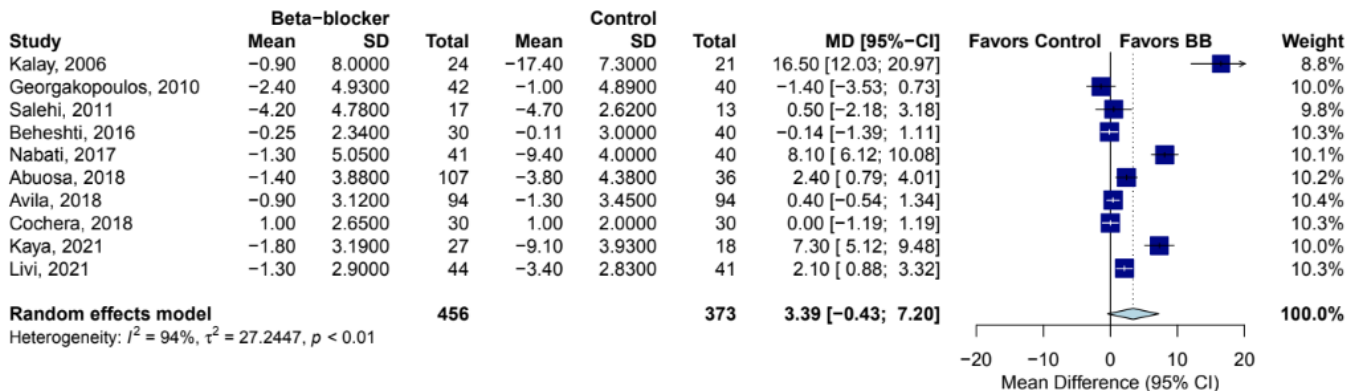 Beta−blocker Control
Study Mean SD Total Mean SD Total MD [95%−CI] Favors Control Favors BB Weight
Kalay, 2006 −0.90 8.0000 24 −17.40 7.3000 21 16.50 [12.03; 20.97] 8.8%
Georgakopoulos, 2010 −2.40 4.9300 42 −1.00 4.8900 40 −1.40 [−3.53; 0.73] 10.0%
Salehi, 2011 −4.20 4.7800 17 −4.70 2.6200 13 0.50 [−2.18; 3.18] 9.8%
Beheshti, 2016 −0.25 2.3400 30 −0.11 3.0000 40 −0.14 [−1.39; 1.11] 10.3%
Nabati, 2017 −1.30 5.0500 41 −9.40 4.0000 40 8.10 [ 6.12; 10.08] 10.1%
Abuosa, 2018 −1.40 3.8800 107 −3.80 4.3800 36 2.40 [ 0.79; 4.01] 10.2%
Avila, 2018 −0.90 3.1200 94 −1.30 3.4500 94 0.40 [−0.54; 1.34] 10.4%
Cochera, 2018 1.00 2.6500 30 1.00 2.0000 30 0.00 [−1.19; 1.19] 10.3%
Kaya, 2021 −1.80 3.1900 27 −9.10 3.9300 18 7.30 [ 5.12; 9.48] 10.0%
Livi, 2021 −1.30 2.9000 44 −3.40 2.8300 41 2.10 [ 0.88; 3.32] 10.3%
Random effects model 456 373 3.39 [−0.43; 7.20] 100.0%
Heterogeneity: I² = 94%, τ² = 27.2447, p < 0.01
−20 −10 0 10 20
Mean Difference (95% CI)